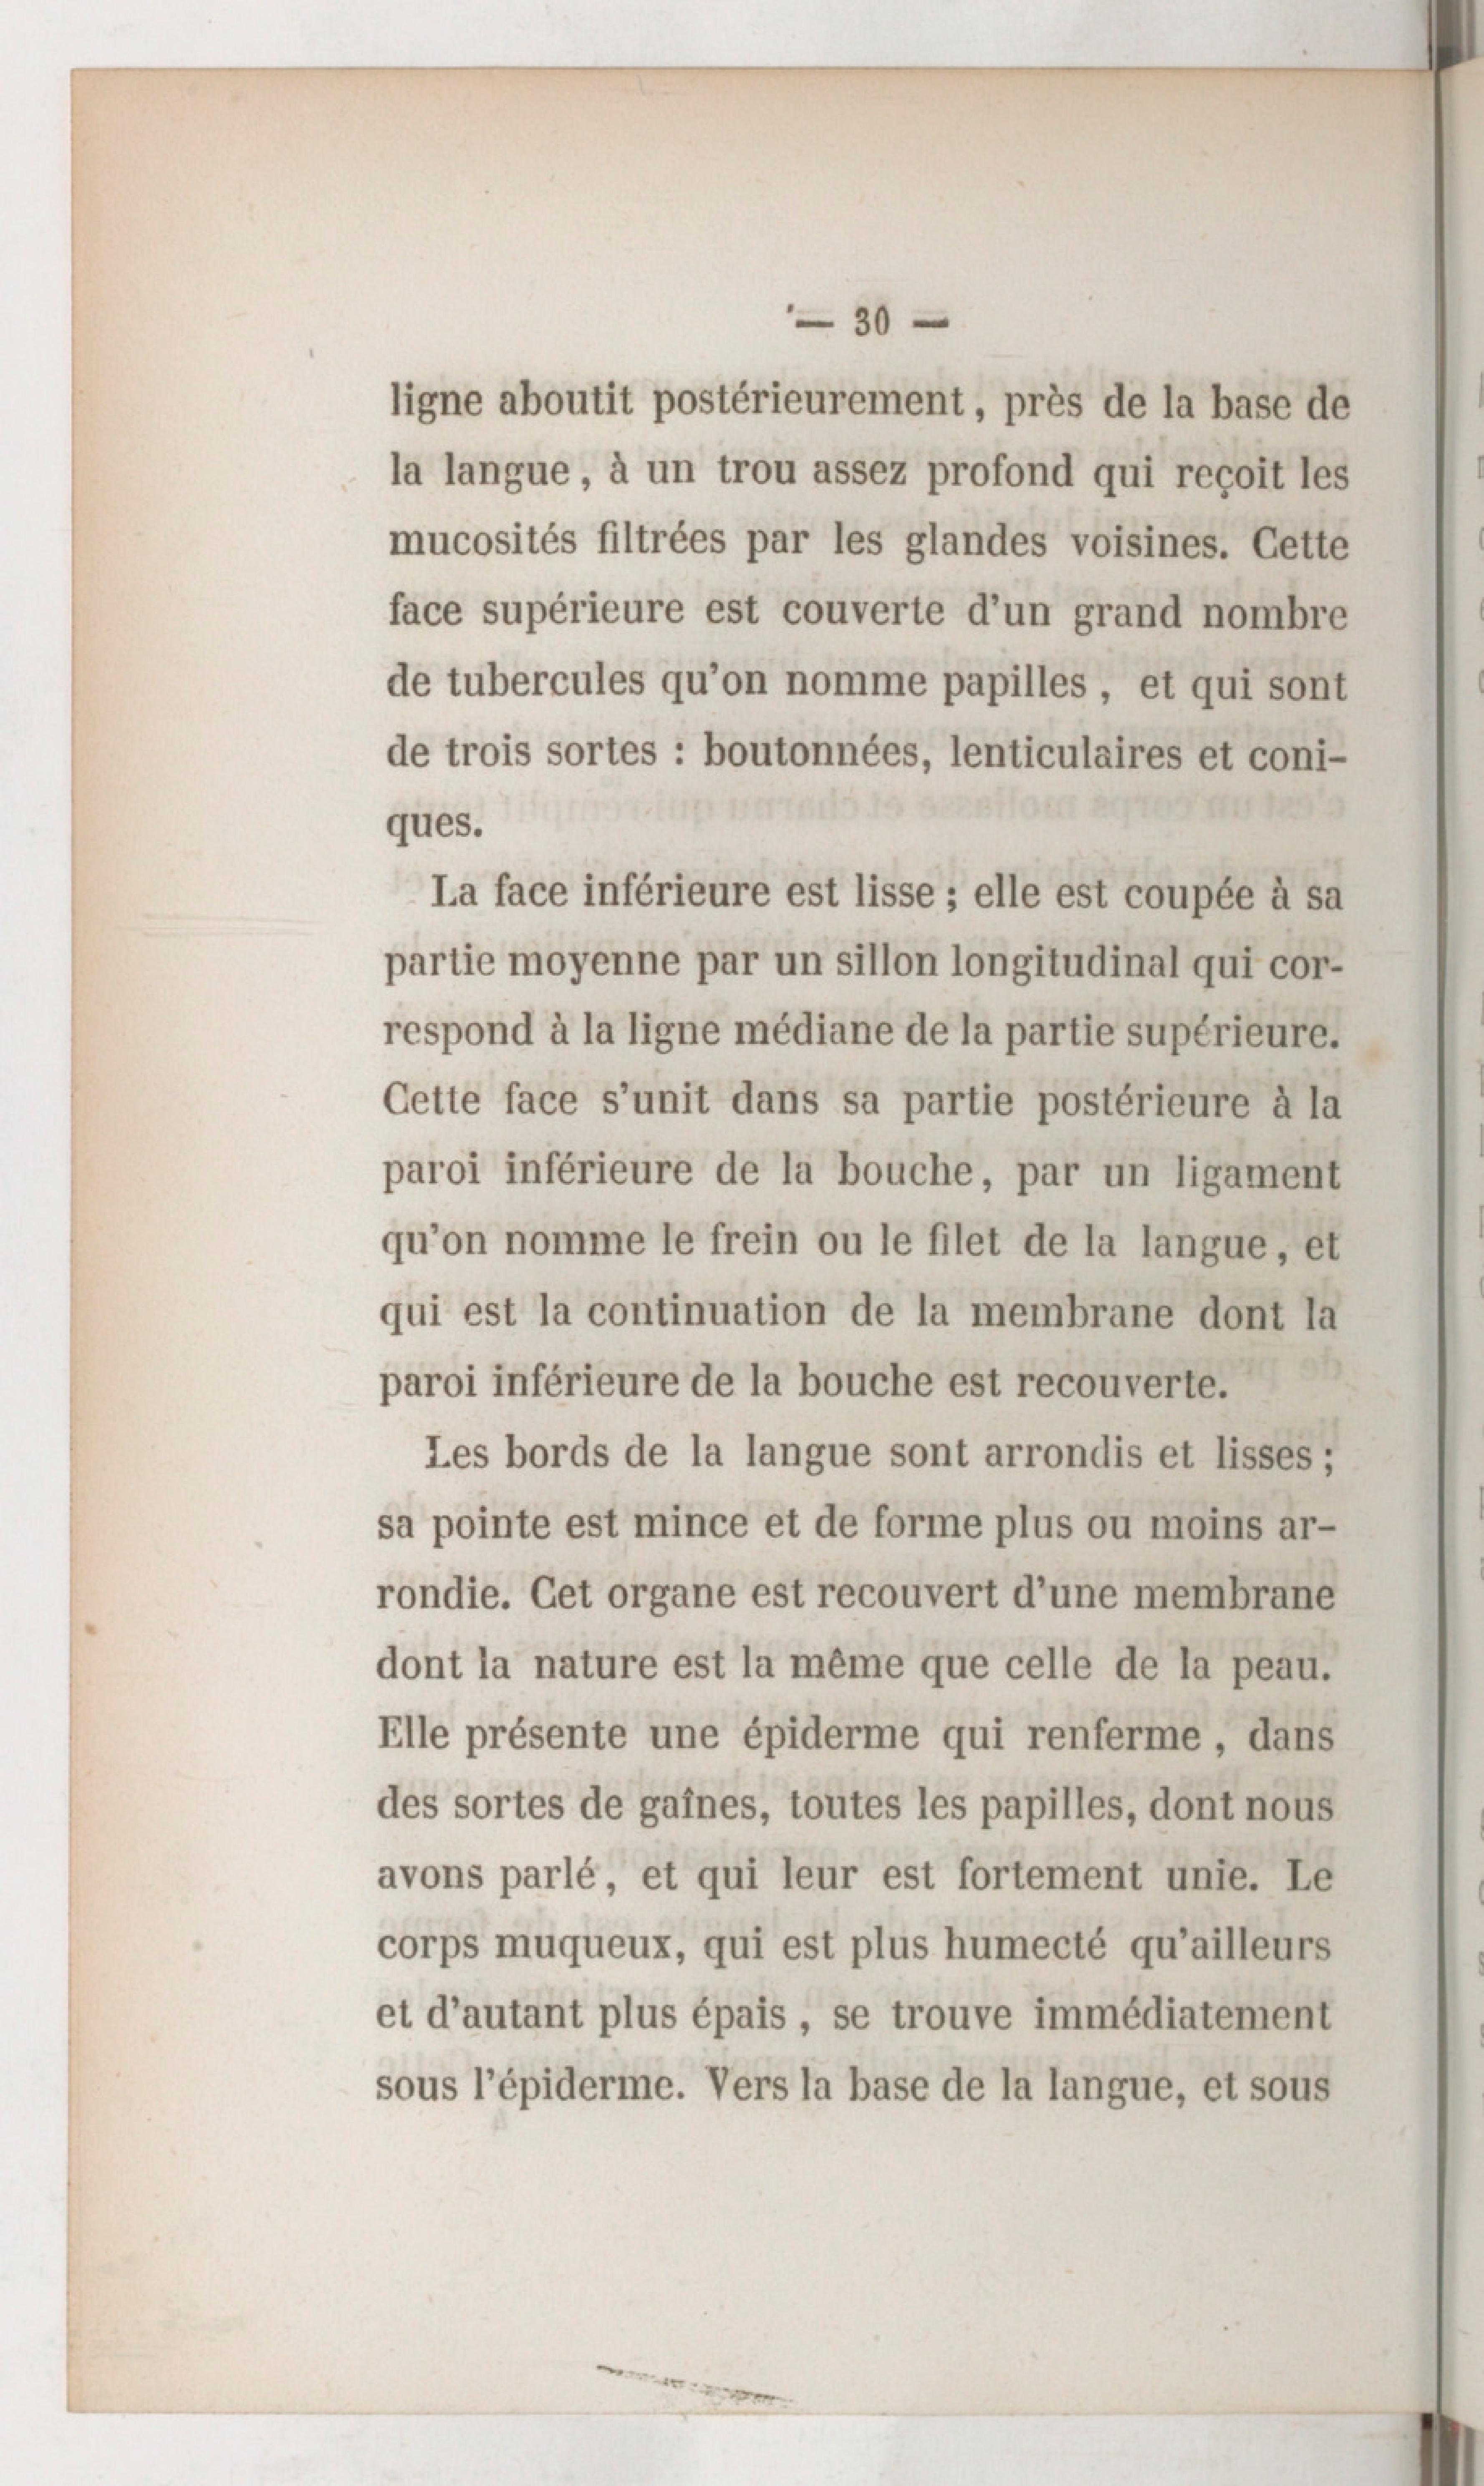 — 30 —
ligne aboutit postérieurement, près de la base de
la langue, à un trou assez profond qui reçoit les
mucosités filtrées par les glandes voisines. Cette
face supérieure est couverte d'un grand nombre
de tubercules qu'on nomme papilles, et qui sont
de trois sortes : boutonnées, lenticulaires et coni-
ques.
La face inférieure est lisse ; elle est coupée à sa
partie moyenne par un sillon longitudinal qui cor-
respond à la ligne médiane de la partie supérieure.
Cette face s'unit dans sa partie postérieure à la
paroi inférieure de la bouche, par un ligament
qu'on nomme le frein ou le filet de la langue, et
qui est la continuation de la membrane dont la
paroi inférieure de la bouche est recouverte.
Les bords de la langue sont arrondis et lisses ;
sa pointe est mince et de forme plus ou moins ar-
rondie. Cet organe est recouvert d'une membrane
dont la nature est la même que celle de la peau.
Elle présente une épiderme qui renferme, dans
des sortes de gaînes, toutes les papilles, dont nous
avons parlé, et qui leur est fortement unie. Le
corps muqueux, qui est plus humecté qu'ailleurs
et d'autant plus épais, se trouve immédiatement
sous l'épiderme. Vers la base de la langue, et sous